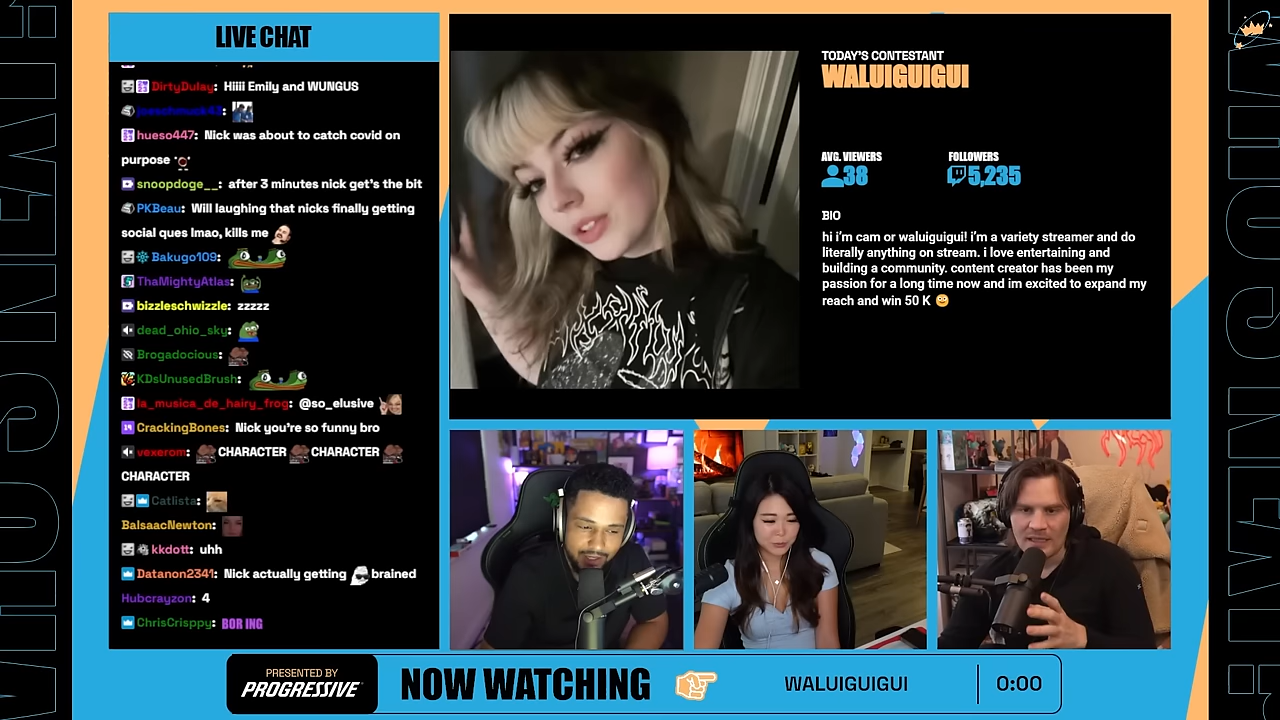 LIVE CHAT
DirtyDulay: Hiiii Emily and WUNGUS
hueso447: Nick was about to catch covid on
purpose
snoopdoge__: after 3 minutes nick get's the bit
PKBeau: Will laughing that nicks finally getting
social ques lmao, kills me
Bakugo109:
ThaMightyAtlas:
bizzleschwizzle: zzzzz
dead_ohio_sky:
Brogadocious:
KDsUnusedBrush:
la_musica_de_hairy_frog: @so_elusive
CrackingBones: Nick you're so funny bro
vexerom: CHARACTER CHARACTER
CHARACTER
Catlista:
BalsaacNewton:
kkdott: uhh
Datanon2341: Nick actually getting brained
Hubcrayzon: 4
ChrisCrisppy: BORING
TODAY'S CONTESTANT
WALUIGUIGUI
AVG. VIEWERS
38
FOLLOWERS
5,235
BIO
hi i'm cam or waluiguigui! i'm a variety streamer and do
literally anything on stream. i love entertaining and
building a community. content creator has been my
passion for a long time now and im excited to expand my
reach and win 50 K
PRESENTED BY
PROGRESSIVE
NOW WATCHING
WALUIGUIGUI
0:00